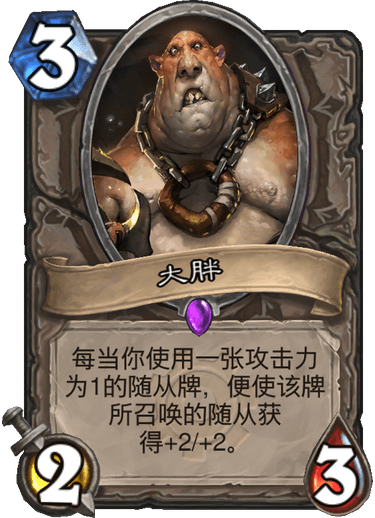 3
大胖
每当你使用一张攻击力
为1的随从牌，便使该牌
所召唤的随从获
得+2/+2。
2
3